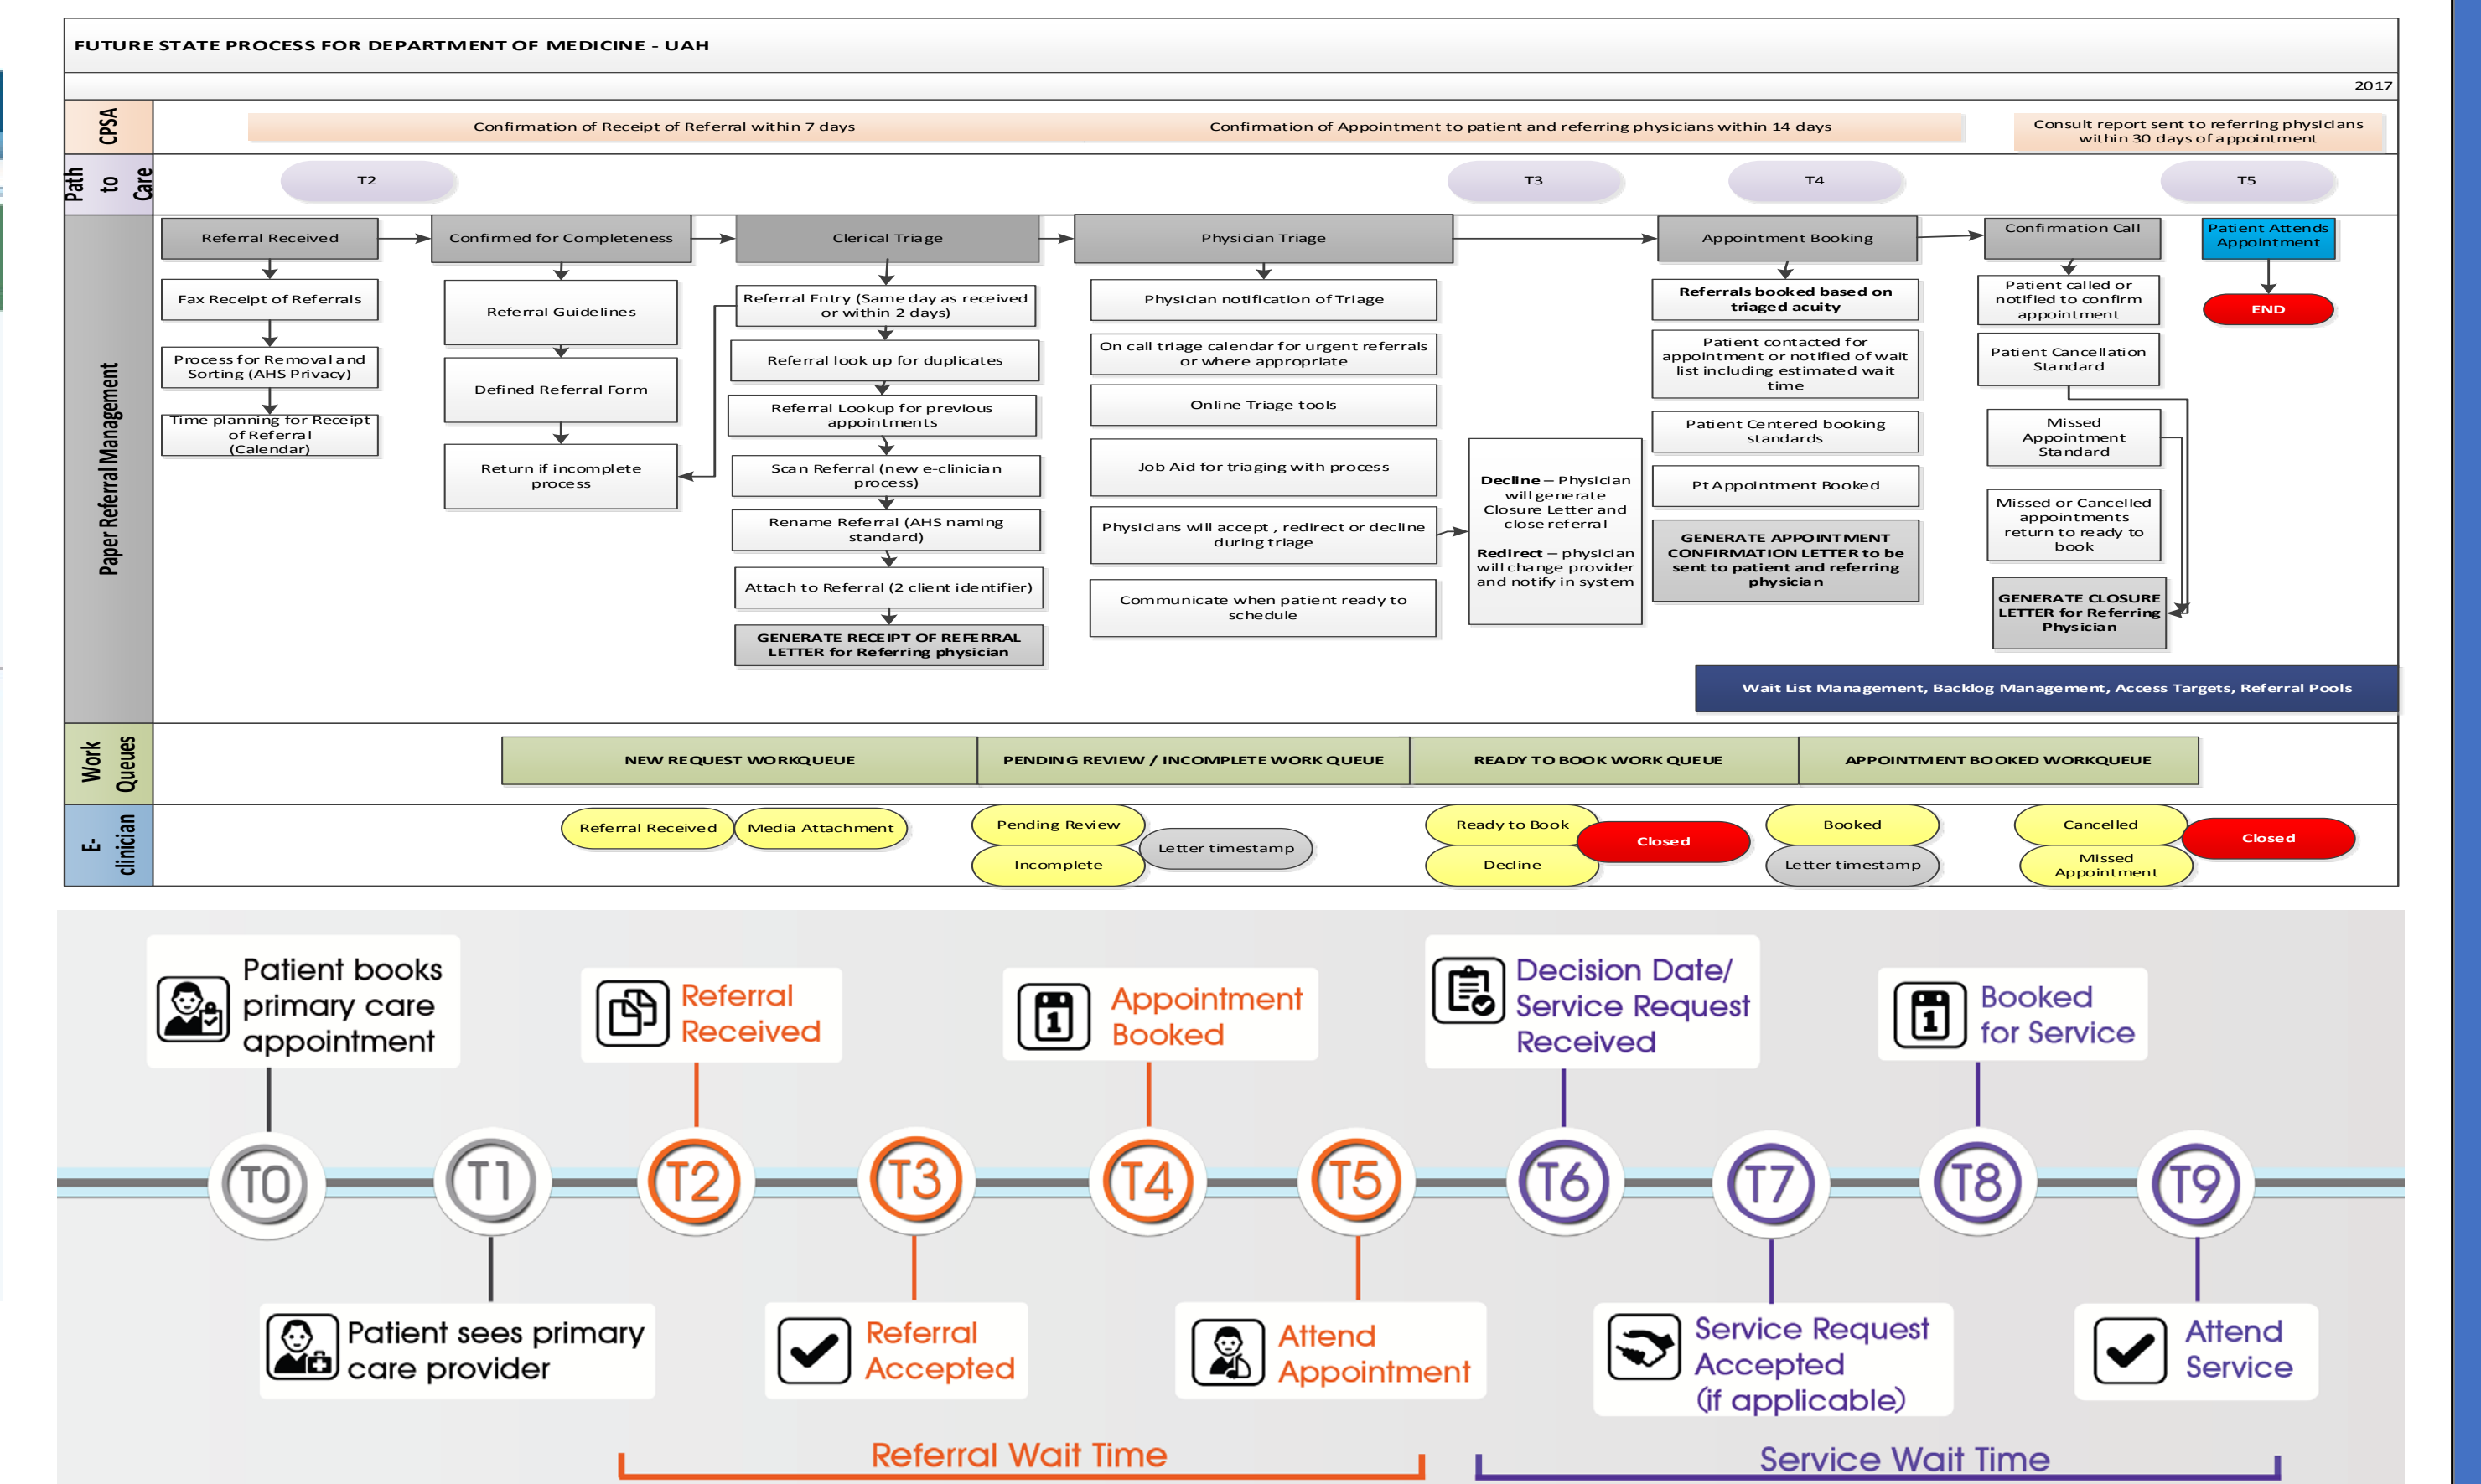 FUTURE STATE PROCESS FOR DEPARTMENT OF MEDICINE - UAH
2017
CPSA
Confirmation of Receipt of Referral within 7 days
Confirmation of Appointment to patient and referring physicians within 14 days
Consult report sent to referring physicians
within 30 days of appointment
Path
to
Care
T2
T3
T4
T5
Paper Referral Management
Referral Received
Fax Receipt of Referrals
Process for Removal and
Sorting (AHS Privacy)
Time planning for Receipt
of Referral
(Calendar)
Confirmed for Completeness
Referral Guidelines
Defined Referral Form
Return if incomplete
process
Clerical Triage
Referral Entry (Same day as received
or within 2 days)
Referral look up for duplicates
Referral Lookup for previous
appointments
Scan Referral (new e-clinician
process)
Rename Referral (AHS naming
standard)
Attach to Referral (2 client identifier)
GENERATE RECEIPT OF REFERRAL
LETTER for Referring physician
Physician Triage
Physician notification of Triage
On call triage calendar for urgent referrals
or where appropriate
Online Triage tools
Job Aid for triaging with process
Physicians will accept , redirect or decline
during triage
Communicate when patient ready to
schedule
Decline – Physician
will generate
Closure Letter and
close referral
Redirect – physician
will change provider
and notify in system
Appointment Booking
Referrals booked based on
triaged acuity
Patient contacted for
appointment or notified of wait
list including estimated wait
time
Patient Centered booking
standards
Pt Appointment Booked
GENERATE APPOINTMENT
CONFIRMATION LETTER to be
sent to patient and referring
physician
Confirmation Call
Patient called or
notified to confirm
appointment
Patient Cancellation
Standard
Missed
Appointment
Standard
Missed or Cancelled
appointments
return to ready to
book
GENERATE CLOSURE
LETTER for Referring
Physician
Patient Attends
Appointment
END
Wait List Management, Backlog Management, Access Targets, Referral Pools
Work
Queues
NEW REQUEST WORKQUEUE
PENDING REVIEW / INCOMPLETE WORK QUEUE
READY TO BOOK WORK QUEUE
APPOINTMENT BOOKED WORKQUEUE
E-
clinician
Referral Received
Media Attachment
Pending Review
Incomplete
Letter timestamp
Ready to Book
Decline
Closed
Booked
Letter timestamp
Cancelled
Missed
Appointment
Closed
Patient books
primary care
appointment
Referral
Received
Appointment
Booked
Decision Date/
Service Request
Received
Booked
for Service
T0
T1
T2
T3
T4
T5
T6
T7
T8
T9
Patient sees primary
care provider
Referral
Accepted
Attend
Appointment
Service Request
Accepted
(if applicable)
Attend
Service
Referral Wait Time
Service Wait Time